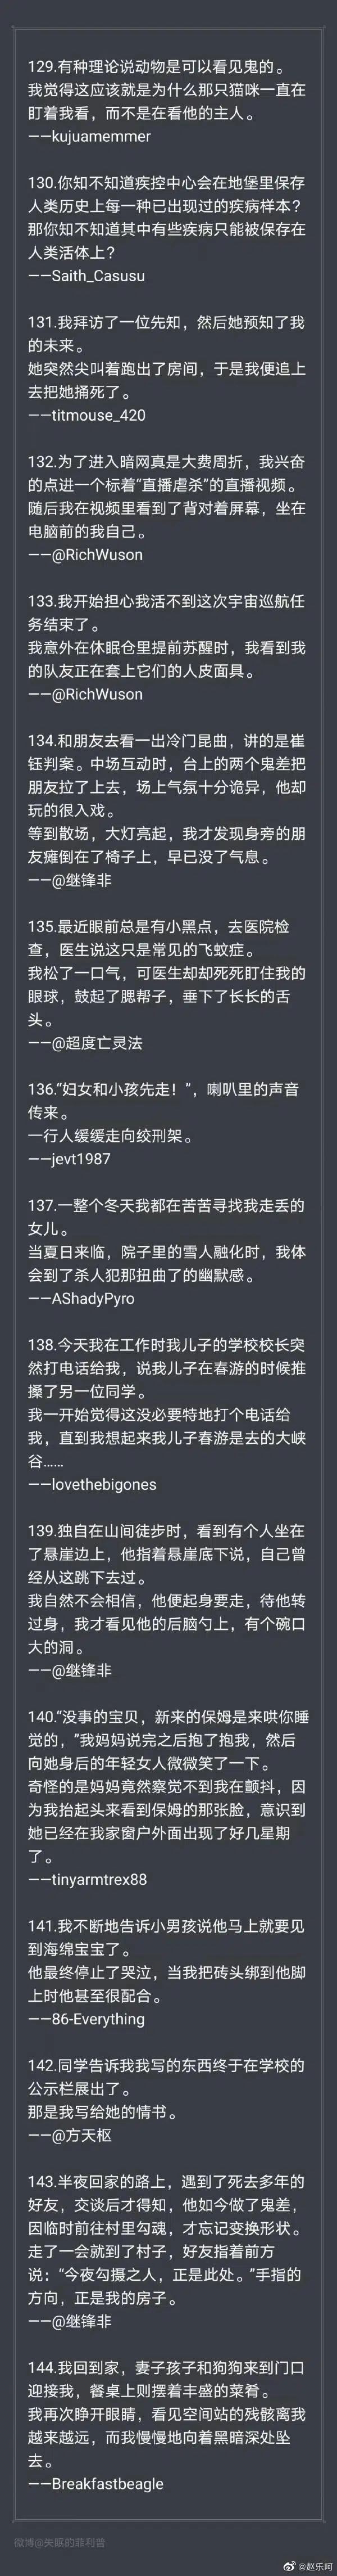 129.有种理论说动物是可以看见鬼的。
我觉得这应该就是为什么那只猫咪一直在
盯着我看，而不是在看他的主人。
——kujuamemmer
130.你知不知道疾控中心会在地堡里保存
人类历史上每一种已出现过的疾病样本？
那你知不知道其中有些疾病只能被保存在
人类活体上？
——Saith_Casusu
131.我拜访了一位先知，然后她预知了我
的未来。
她突然尖叫着跑出了房间，于是我便追上
去把她捅死了。
——titmouse_420
132.为了进入暗网真是大费周折，我兴奋
的点进一个标着“直播虐杀”的直播视频。
随后我在视频里看到了背对着屏幕，坐在
电脑前的我自己。
——@RichWuson
133.我开始担心我活不到这次宇宙巡航任
务结束了。
我意外在休眠仓里提前苏醒时，我看到我
的队友正在套上它们的人皮面具。
——@RichWuson
134.和朋友去看一出冷门昆曲，讲的是崔
钰判案。中场互动时，台上的两个鬼差把
朋友拉了上去，场上气氛十分诡异，他却
玩的很入戏。
等到散场，大灯亮起，我才发现身旁的朋
友瘫倒在了椅子上，早已没了气息。
——@继锋非
135.最近眼前总是有小黑点，去医院检
查，医生说这只是常见的飞蚊症。
我松了一口气，可医生却却死死盯住我的
眼球，鼓起了腮帮子，垂下了长长的舌
头。
——@超度亡灵法
136.“妇女和小孩先走！”，喇叭里的声音
传来。
一行人缓缓走向绞刑架。
——jevt1987
137.一整个冬天我都在苦苦寻找我走丢的
女儿。
当夏日来临，院子里的雪人融化时，我体
会到了杀人犯那扭曲了的幽默感。
——AShadyPyro
138.今天我在工作时我儿子的学校校长突
然打电话给我，说我儿子在春游的时候推
搡了另一位同学。
我一开始觉得这没必要特地打个电话给
我，直到我想起来我儿子春游是去的大峡
谷……
——lovethebigones
139.独自在山间徒步时，看到有个人坐在
了悬崖边上，他指着悬崖底下说，自己曾
经从这跳下去过。
我自然不会相信，他便起身要走，待他转
过身，我才看见他的后脑勺上，有个碗口
大的洞。
——@继锋非
140.“没事的宝贝，新来的保姆是来哄你睡
觉的，”我妈妈说完之后抱了抱我，然后
向她身后的年轻女人微微笑了一下。
奇怪的是妈妈竟然察觉不到我在颤抖，因
为我抬起头来看到保姆的那张脸，意识到
她已经在我家窗户外面出现了好几星期
了。
——tinyarmtrex88
141.我不断地告诉小男孩说他马上就要见
到海绵宝宝了。
他最终停止了哭泣，当我把砖头绑到他脚
上时他甚至很配合。
——86-Everything
142.同学告诉我我写的东西终于在学校的
公示栏展出了。
那是我写给她的情书。
——@方天枢
143.半夜回家的路上，遇到了死去多年的
好友，交谈后才得知，他如今做了鬼差，
因临时前往村里勾魂，才忘记变换形状。
走了一会就到了村子，好友指着前方
说：“今夜勾摄之人，正是此处。”手指的
方向，正是我的房子。
——@继锋非
144.我回到家，妻子孩子和狗狗来到门口
迎接我，餐桌上则摆着丰盛的菜肴。
我再次睁开眼睛，看见空间站的残骸离我
越来越远，而我慢慢地向着黑暗深处坠
去。
——Breakfastbeagle
微博@失眠的菲利普
@赵乐呵